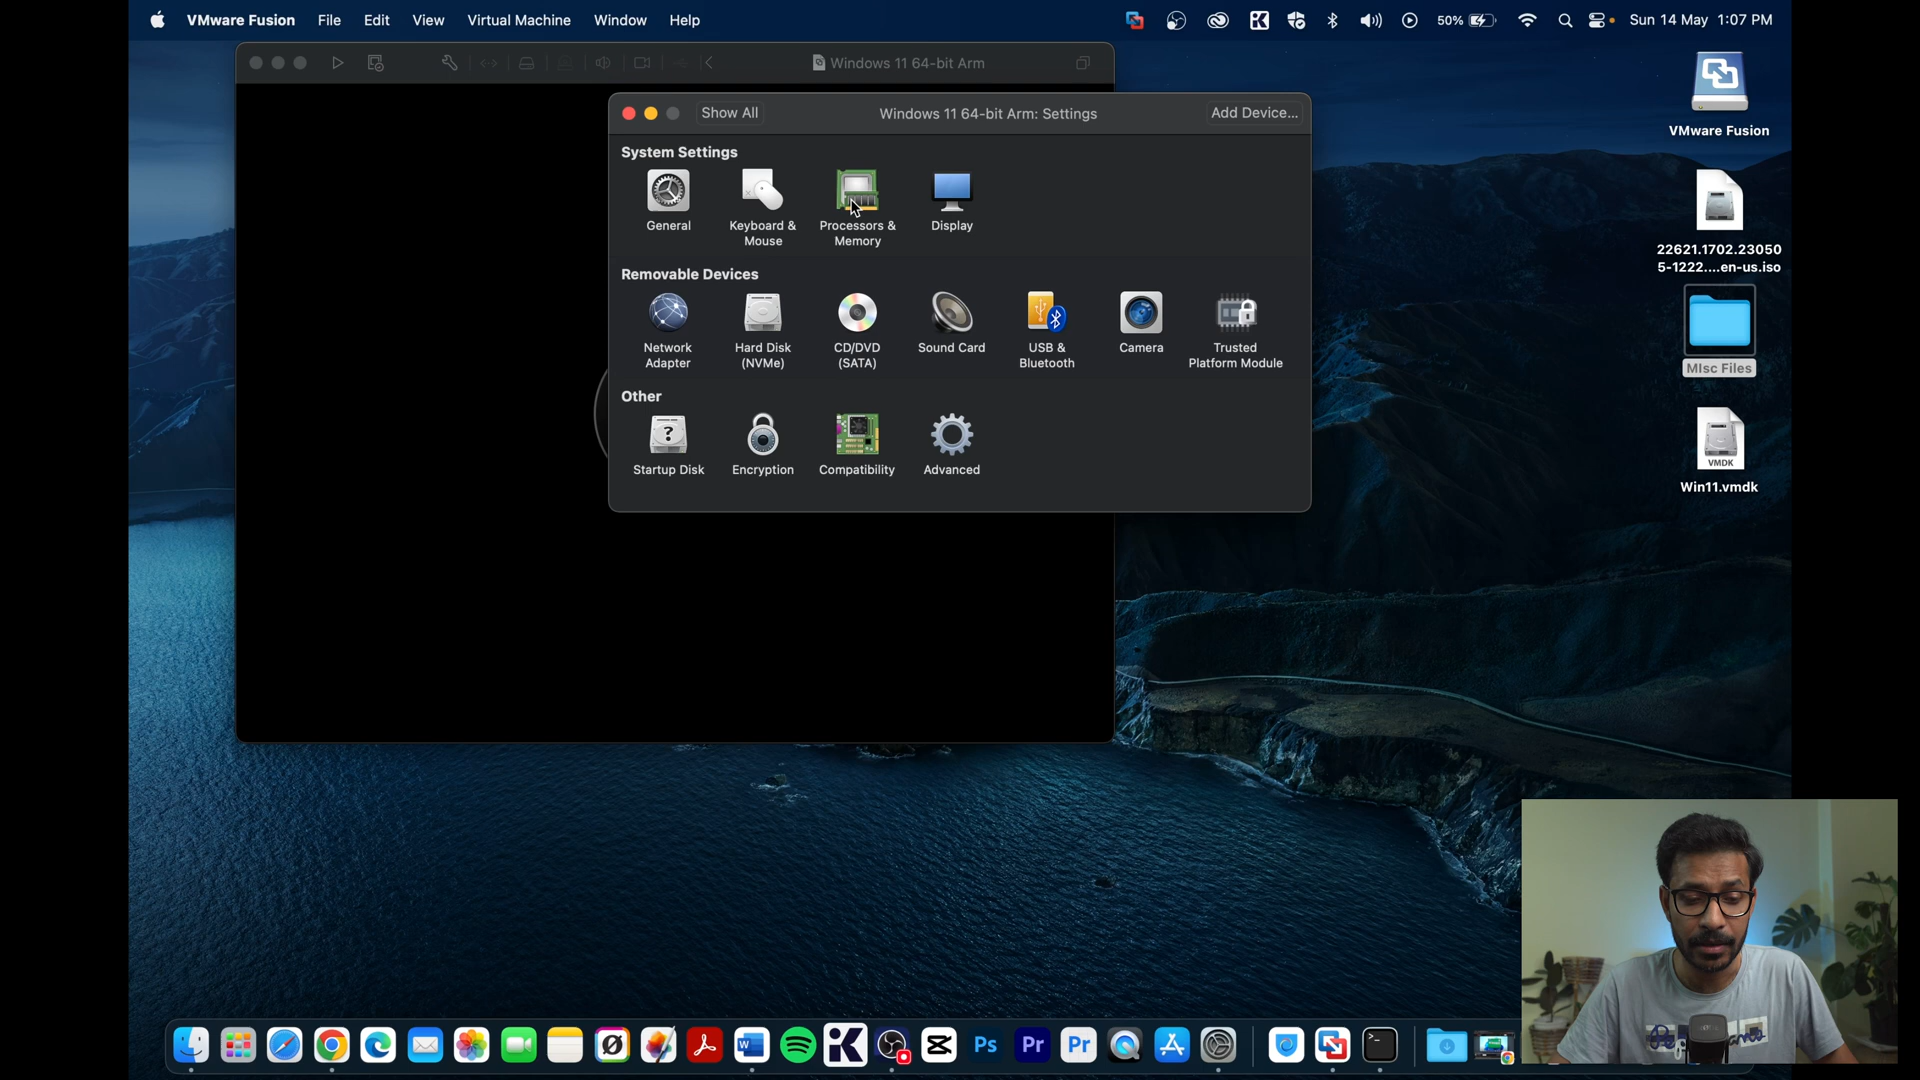 VMware Fusion File Edit View Virtual Machine Window Help
50% Sun 14 May 1:07 PM
Windows 11 64-bit Arm
Show All Windows 11 64-bit Arm: Settings Add Device...
System Settings
General
Keyboard &
Mouse
Processors &
Memory
Display
Removable Devices
Network
Adapter
Hard Disk
(NVMe)
CD/DVD
(SATA)
Sound Card
USB &
Bluetooth
Camera
Trusted
Platform Module
Other
Startup Disk
Encryption
Compatibility
Advanced
VMware Fusion
22621.1702.23050
5-1222....en-us.iso
MIsc Files
VMDK
Win11.vmdk
W
Ps
Pr
Pr